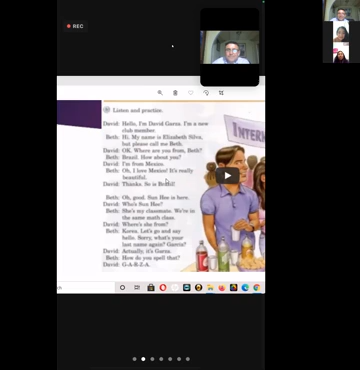 REC
Listen and practice.
David: Hello, I'm David Garza. I'm a new
club member.
Beth: Hi. My name is Elizabeth Silva,
but please call me Beth.
David: OK. Where are you from, Beth?
Beth: Brazil. How about you?
David: I'm from Mexico.
Beth: Oh, I love Mexico! It's really
beautiful.
David: Thanks. So is Brazil!
Beth: Oh, good. Sun Hee is here.
David: Who's Sun Hee?
Beth: She's my classmate. We're in
the same math class.
David: Where's she from?
Beth: Korea. Let's go and say
hello. Sorry, what's your
last name again? Garcia?
David: Actually, it's Garza.
Beth: How do you spell that?
David: G-A-R-Z-A.
INTERN